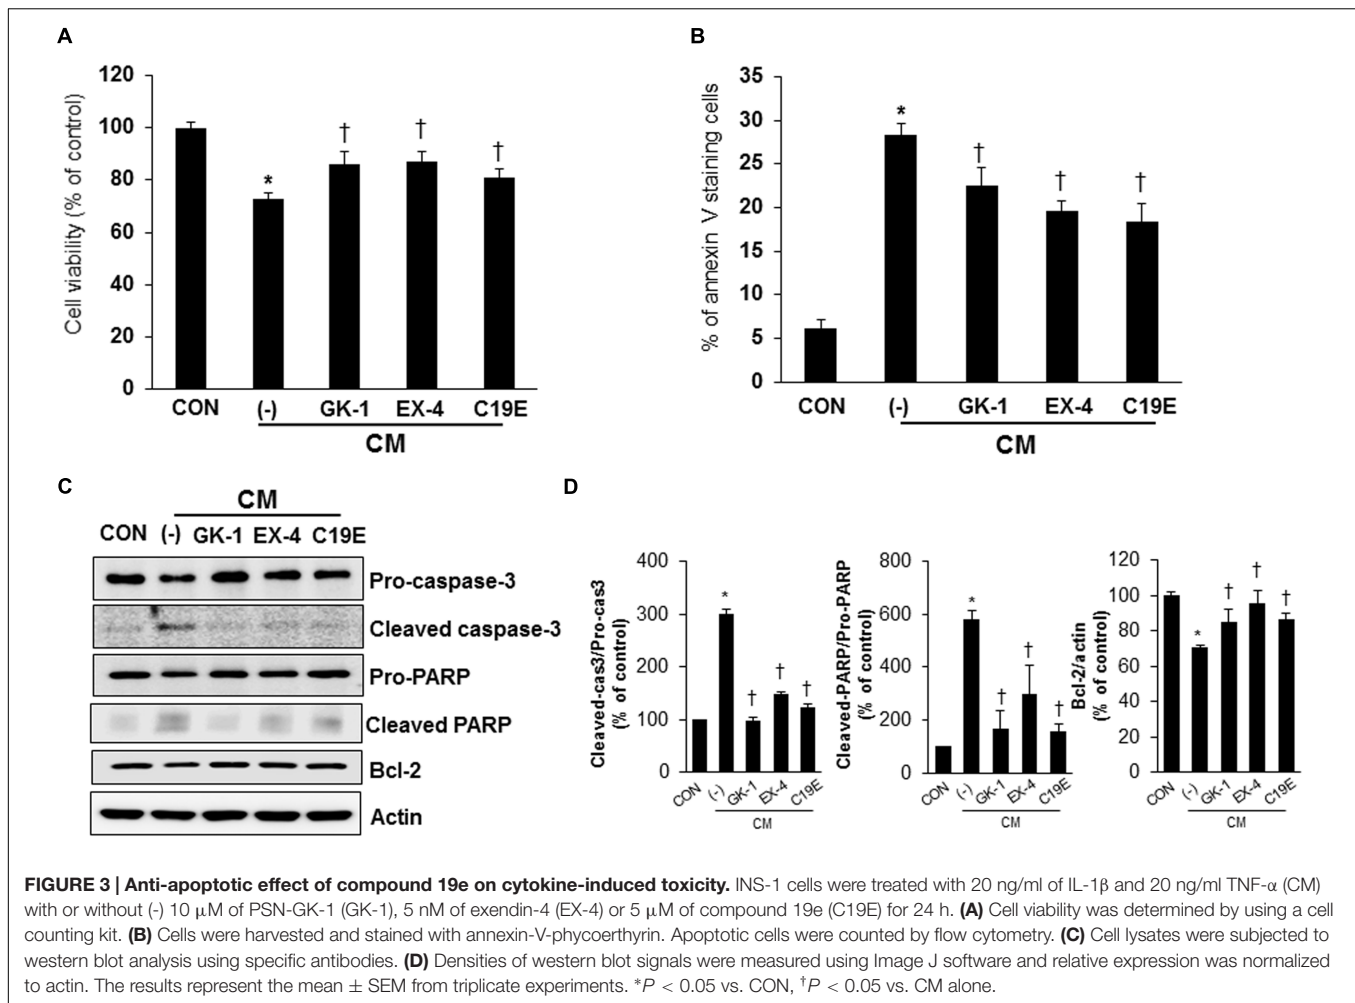 A
Cell viability (% of control)
120
100
80
60
40
20
0
*
†
†
†
CON (-) GK-1 EX-4 C19E
CM
B
% of annexin V staining cells
35
30
25
20
15
10
5
0
*
†
†
†
CON (-) GK-1 EX-4 C19E
CM
C
CM
CON (-) GK-1 EX-4 C19E
Pro-caspase-3
Cleaved caspase-3
Pro-PARP
Cleaved PARP
Bcl-2
Actin
D
Cleaved-cas3/Pro-cas3
(% of control)
400
300
200
100
0
*
†
†
†
CON (-) GK-1 EX-4 C19E
CM
Cleaved-PARP/Pro-PARP
(% of control)
800
600
400
200
0
*
†
†
†
CON (-) GK-1 EX-4 C19E
CM
Bcl-2/actin
(% of control)
120
100
80
60
40
20
0
*
†
†
†
CON (-) GK-1 EX-4 C19E
CM
FIGURE 3 | Anti-apoptotic effect of compound 19e on cytokine-induced toxicity. INS-1 cells were treated with 20 ng/ml of IL-1β and 20 ng/ml TNF-α (CM)
with or without (-) 10 μM of PSN-GK-1 (GK-1), 5 nM of exendin-4 (EX-4) or 5 μM of compound 19e (C19E) for 24 h. (A) Cell viability was determined by using a cell
counting kit. (B) Cells were harvested and stained with annexin-V-phycoerthyrin. Apoptotic cells were counted by flow cytometry. (C) Cell lysates were subjected to
western blot analysis using specific antibodies. (D) Densities of western blot signals were measured using Image J software and relative expression was normalized
to actin. The results represent the mean ± SEM from triplicate experiments. *P < 0.05 vs. CON, †P < 0.05 vs. CM alone.